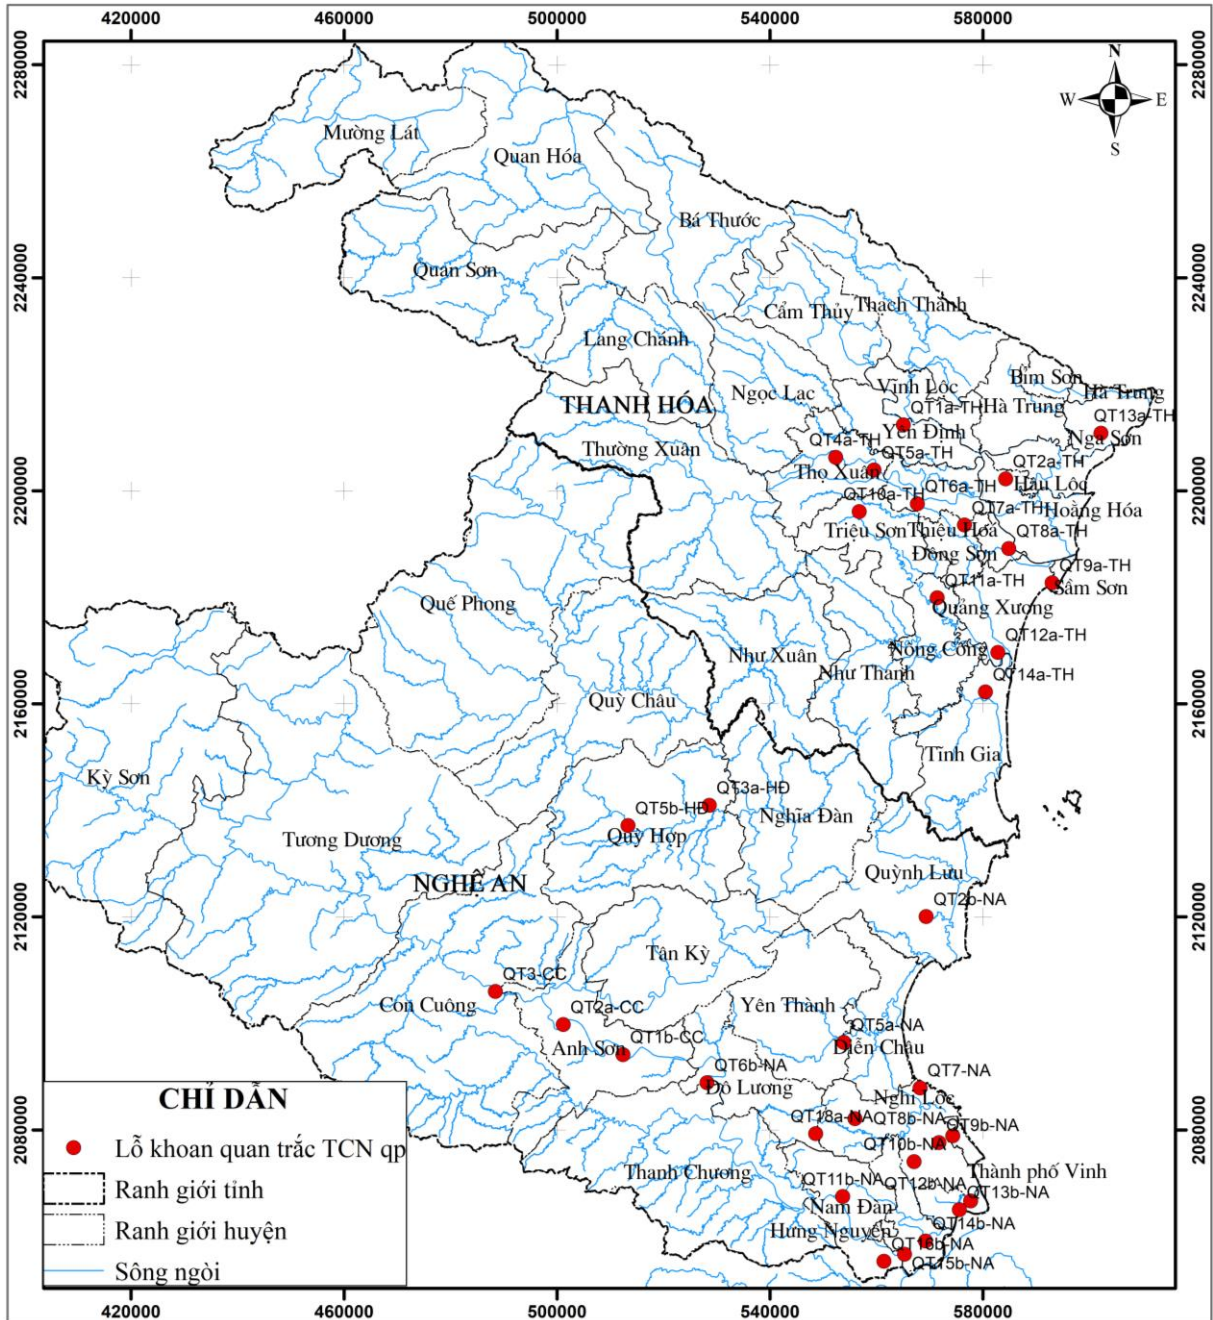 420000 460000 500000 540000 580000
2280000 2280000
N
W E
S
Mường Lát
Quan Hóa
Bá Thước
2240000 2240000
Quan Sơn
Cẩm Thủy
Thạch Thành
Lang Chánh
Bỉm Sơn
Ngọc Lạc
Vĩnh Lộc
Hà Trung
THANH HÓA
QT1a-TH
Hà Trung
QT13a-TH
Yên Định
Nga Sơn
Thường Xuân
QT4a-TH
QT5a-TH
QT2a-TH
Thọ Xuân
Hậu Lộc
2200000 2200000
QT10a-TH
QT6a-TH
QT7a-TH
Hoằng Hóa
Triệu Sơn
Thiệu Hoá
QT8a-TH
Đông Sơn
QT9a-TH
QT11a-TH
Sầm Sơn
Quế Phong
Quảng Xương
QT12a-TH
Nông Cống
Như Xuân
Như Thanh
QT14a-TH
2160000 2160000
Quỳ Châu
Tĩnh Gia
Kỳ Sơn
QT3a-HĐ
QT5b-HĐ
Nghĩa Đàn
Quỳ Hợp
Tương Dương
Quỳnh Lưu
NGHỆ AN
QT2b-NA
2120000 2120000
Tân Kỳ
QT3-CC
Con Cuông
Yên Thành
QT2a-CC
QT5a-NA
Anh Sơn
QT1b-CC
Diễn Châu
QT6b-NA
QT7-NA
Đô Lương
Nghi Lộc
QT18a-NA
QT8b-NA
QT9b-NA
2080000 2080000
QT10b-NA
Thanh Chương
Thành phố Vinh
QT11b-NA
QT12b-NA
QT13b-NA
Nam Đàn
QT14b-NA
Hưng Nguyên
QT16b-NA
QT15b-NA
CHỈ DẪN
Lỗ khoan quan trắc TCN qp
Ranh giới tỉnh
Ranh giới huyện
Sông ngòi
420000 460000 500000 540000 580000